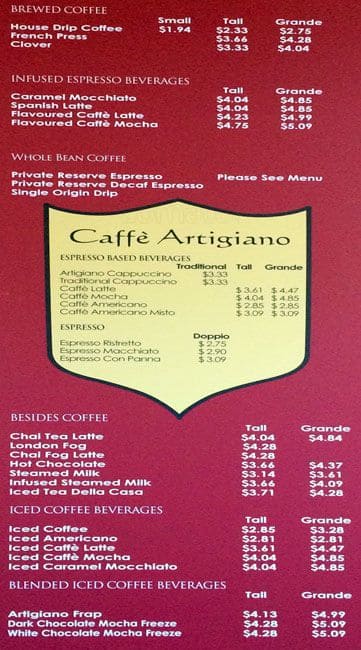 BREWED COFFEE
Small Tall Grande
House Drip Coffee $1.94 $2.33 $2.75
French Press $3.66 $4.28
Clover $3.33 $4.04
INFUSED ESPRESSO BEVERAGES
Tall Grande
Caramel Mocchiato $4.04 $4.85
Spanish Latte $4.04 $4.85
Flavoured Caffè Latte $4.23 $4.99
Flavoured Caffè Mocha $4.75 $5.09
WHOLE BEAN COFFEE
Private Reserve Espresso Please See Menu
Private Reserve Decaf Espresso
Single Origin Drip
Caffè Artigiano
ESPRESSO BASED BEVERAGES
Traditional Tall Grande
Artigiano Cappuccino $3.33
Traditional Cappuccino $3.33
Caffè Latte $3.61 $4.47
Caffè Mocha $4.04 $4.85
Caffè Americano $2.85 $2.85
Caffè Americano Misto $3.09 $3.09
ESPRESSO
Doppio
Espresso Ristretto $2.75
Espresso Macchiato $2.90
Espresso Con Panna $3.09
BESIDES COFFEE
Tall Grande
Chai Tea Latte $4.04 $4.84
London Fog $4.28
Chai Fog Latte $4.28
Hot Chocolate $3.66 $4.37
Steamed Milk $3.14 $3.61
Infused Steamed Milk $3.66 $4.09
Iced Tea Della Casa $3.71 $4.28
ICED COFFEE BEVERAGES
Tall Grande
Iced Coffee $2.85 $3.28
Iced Americano $2.81 $2.81
Iced Caffè Latte $3.61 $4.47
Iced Caffè Mocha $4.04 $4.85
Iced Caramel Mocchiato $4.04 $4.85
BLENDED ICED COFFEE BEVERAGES
Tall Grande
Artigiano Frap $4.13 $4.99
Dark Chocolate Mocha Freeze $4.28 $5.09
White Chocolate Mocha Freeze $4.28 $5.09